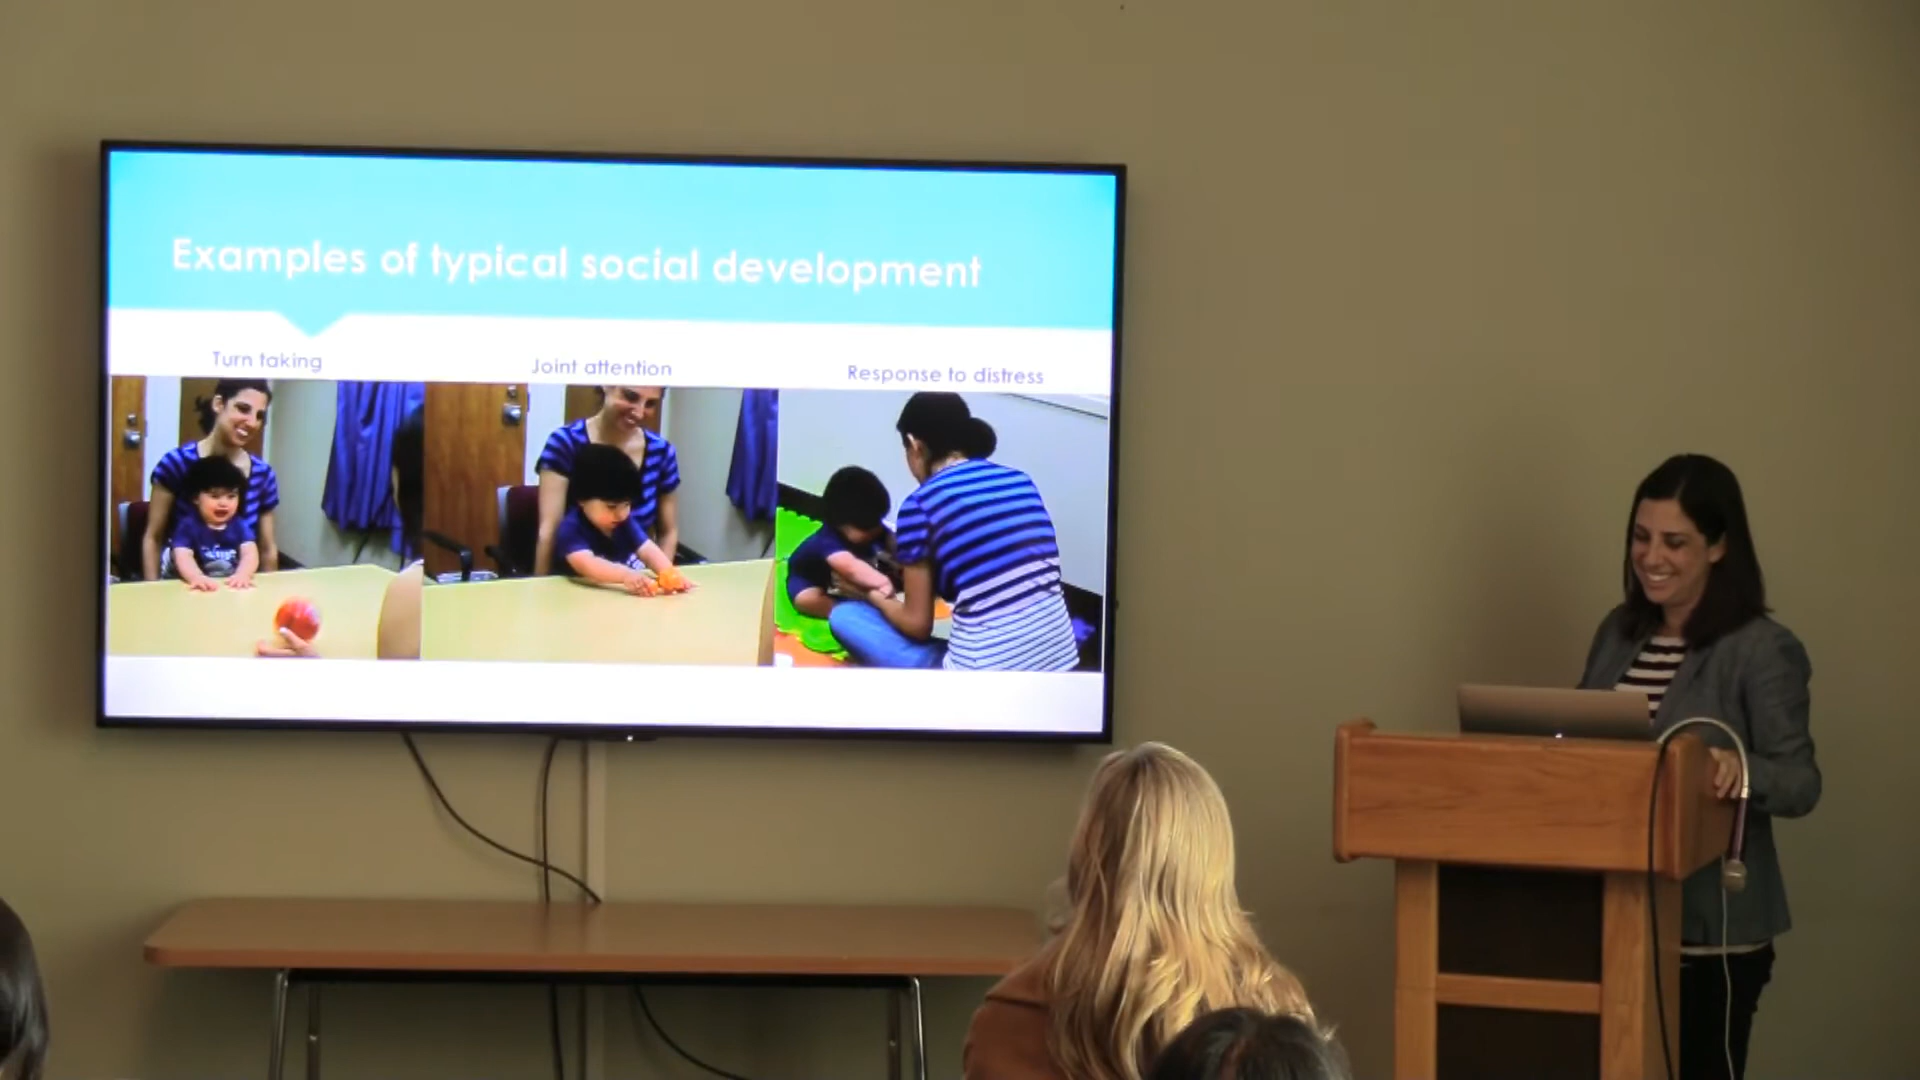 Examples of typical social development
Turn taking
Joint attention
Response to distress